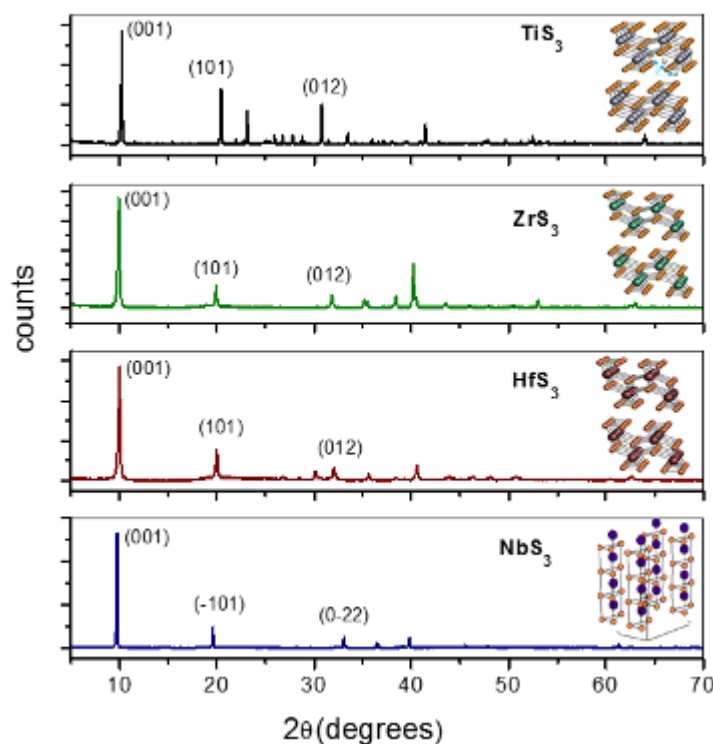 (001)
(101)
(012)
TiS3
(001)
(101)
(012)
ZrS3
counts
(001)
(101)
(012)
HfS3
(001)
(-101)
(0-22)
NbS3
10 20 30 40 50 60 70
2θ(degrees)